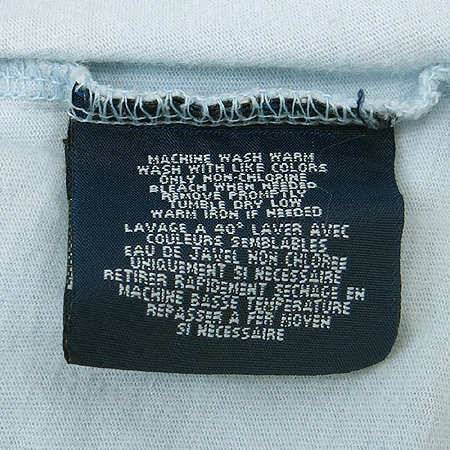 MACHINE WASH WARM
WASH WITH LIKE COLORS
ONLY NON-CHLORINE
BLEACH WHEN NEEDED
REMOVE PROMPTLY
TUMBLE DRY LOW
WARM IRON IF NEEDED
LAVAGE A 40° LAVER AVEC
COULEURS SEMBLABLES
EAU DE JAVEL NON CHLOREE
UNIQUEMENT SI NECESSAIRE
RETIRER RAPIDEMENT SECHAGE EN
MACHINE BASSE TEMPERATURE
REPASSER A FER MOYEN
SI NECESSAIRE